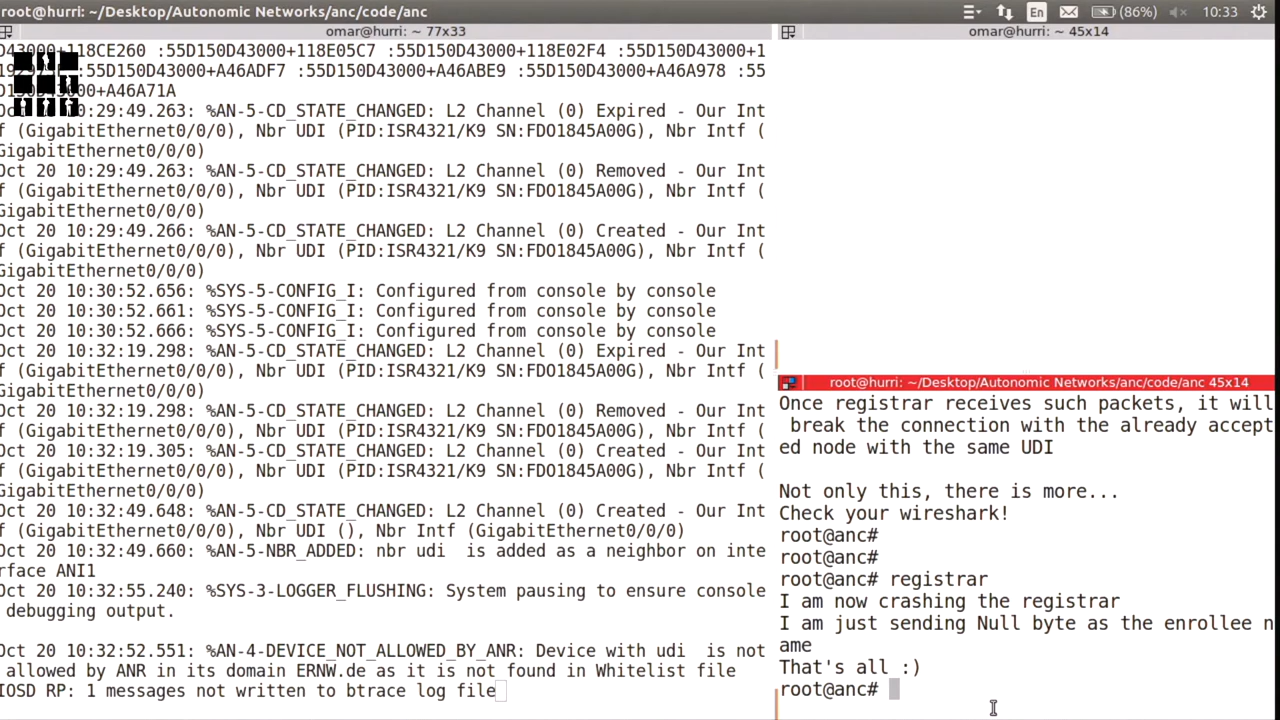 root@hurri: ~/Desktop/Autonomic Networks/anc/code/anc
En (86%) 10:33
omar@hurri: ~ 77x33
D43000+118CE260 :55D150D43000+118E05C7 :55D150D43000+118E02F4 :55D150D43000+1
:55D150D43000+A46ADF7 :55D150D43000+A46ABE9 :55D150D43000+A46A978 :55
+A46A71A
Oct 20 10:29:49.263: %AN-5-CD_STATE_CHANGED: L2 Channel (0) Expired - Our Int
f (GigabitEthernet0/0/0), Nbr UDI (PID:ISR4321/K9 SN:FDO1845A00G), Nbr Intf (
GigabitEthernet0/0/0)
Oct 20 10:29:49.263: %AN-5-CD_STATE_CHANGED: L2 Channel (0) Removed - Our Int
f (GigabitEthernet0/0/0), Nbr UDI (PID:ISR4321/K9 SN:FDO1845A00G), Nbr Intf (
GigabitEthernet0/0/0)
Oct 20 10:29:49.266: %AN-5-CD_STATE_CHANGED: L2 Channel (0) Created - Our Int
f (GigabitEthernet0/0/0), Nbr UDI (PID:ISR4321/K9 SN:FDO1845A00G), Nbr Intf (
GigabitEthernet0/0/0)
Oct 20 10:30:52.656: %SYS-5-CONFIG_I: Configured from console by console
Oct 20 10:30:52.661: %SYS-5-CONFIG_I: Configured from console by console
Oct 20 10:30:52.666: %SYS-5-CONFIG_I: Configured from console by console
Oct 20 10:32:19.298: %AN-5-CD_STATE_CHANGED: L2 Channel (0) Expired - Our Int
f (GigabitEthernet0/0/0), Nbr UDI (PID:ISR4321/K9 SN:FDO1845A00G), Nbr Intf (
GigabitEthernet0/0/0)
Oct 20 10:32:19.298: %AN-5-CD_STATE_CHANGED: L2 Channel (0) Removed - Our Int
f (GigabitEthernet0/0/0), Nbr UDI (PID:ISR4321/K9 SN:FDO1845A00G), Nbr Intf (
Oct 20 10:32:19.305: %AN-5-CD_STATE_CHANGED: L2 Channel (0) Created - Our Int
f (GigabitEthernet0/0/0), Nbr UDI (PID:ISR4321/K9 SN:FDO1845A00G), Nbr Intf (
GigabitEthernet0/0/0)
Oct 20 10:32:49.648: %AN-5-CD_STATE_CHANGED: L2 Channel (0) Created - Our Int
f (GigabitEthernet0/0/0), Nbr UDI (), Nbr Intf (GigabitEthernet0/0/0)
Oct 20 10:32:49.660: %AN-5-NBR_ADDED: nbr udi  is added as a neighbor on inte
rface ANI1
Oct 20 10:32:55.240: %SYS-3-LOGGER_FLUSHING: System pausing to ensure console
debugging output.
Oct 20 10:32:52.551: %AN-4-DEVICE_NOT_ALLOWED_BY_ANR: Device with udi  is not
allowed by ANR in its domain ERNW.de as it is not found in Whitelist file
IOSD RP: 1 messages not written to btrace log file
omar@hurri: ~ 45x14
root@hurri: ~/Desktop/Autonomic Networks/anc/code/anc 45x14
Once registrar receives such packets, it will
break the connection with the already accept
ed node with the same UDI
Not only this, there is more...
Check your wireshark!
root@anc#
root@anc#
root@anc# registrar
I am now crashing the registrar
I am just sending Null byte as the enrollee n
ame
That's all :)
root@anc#